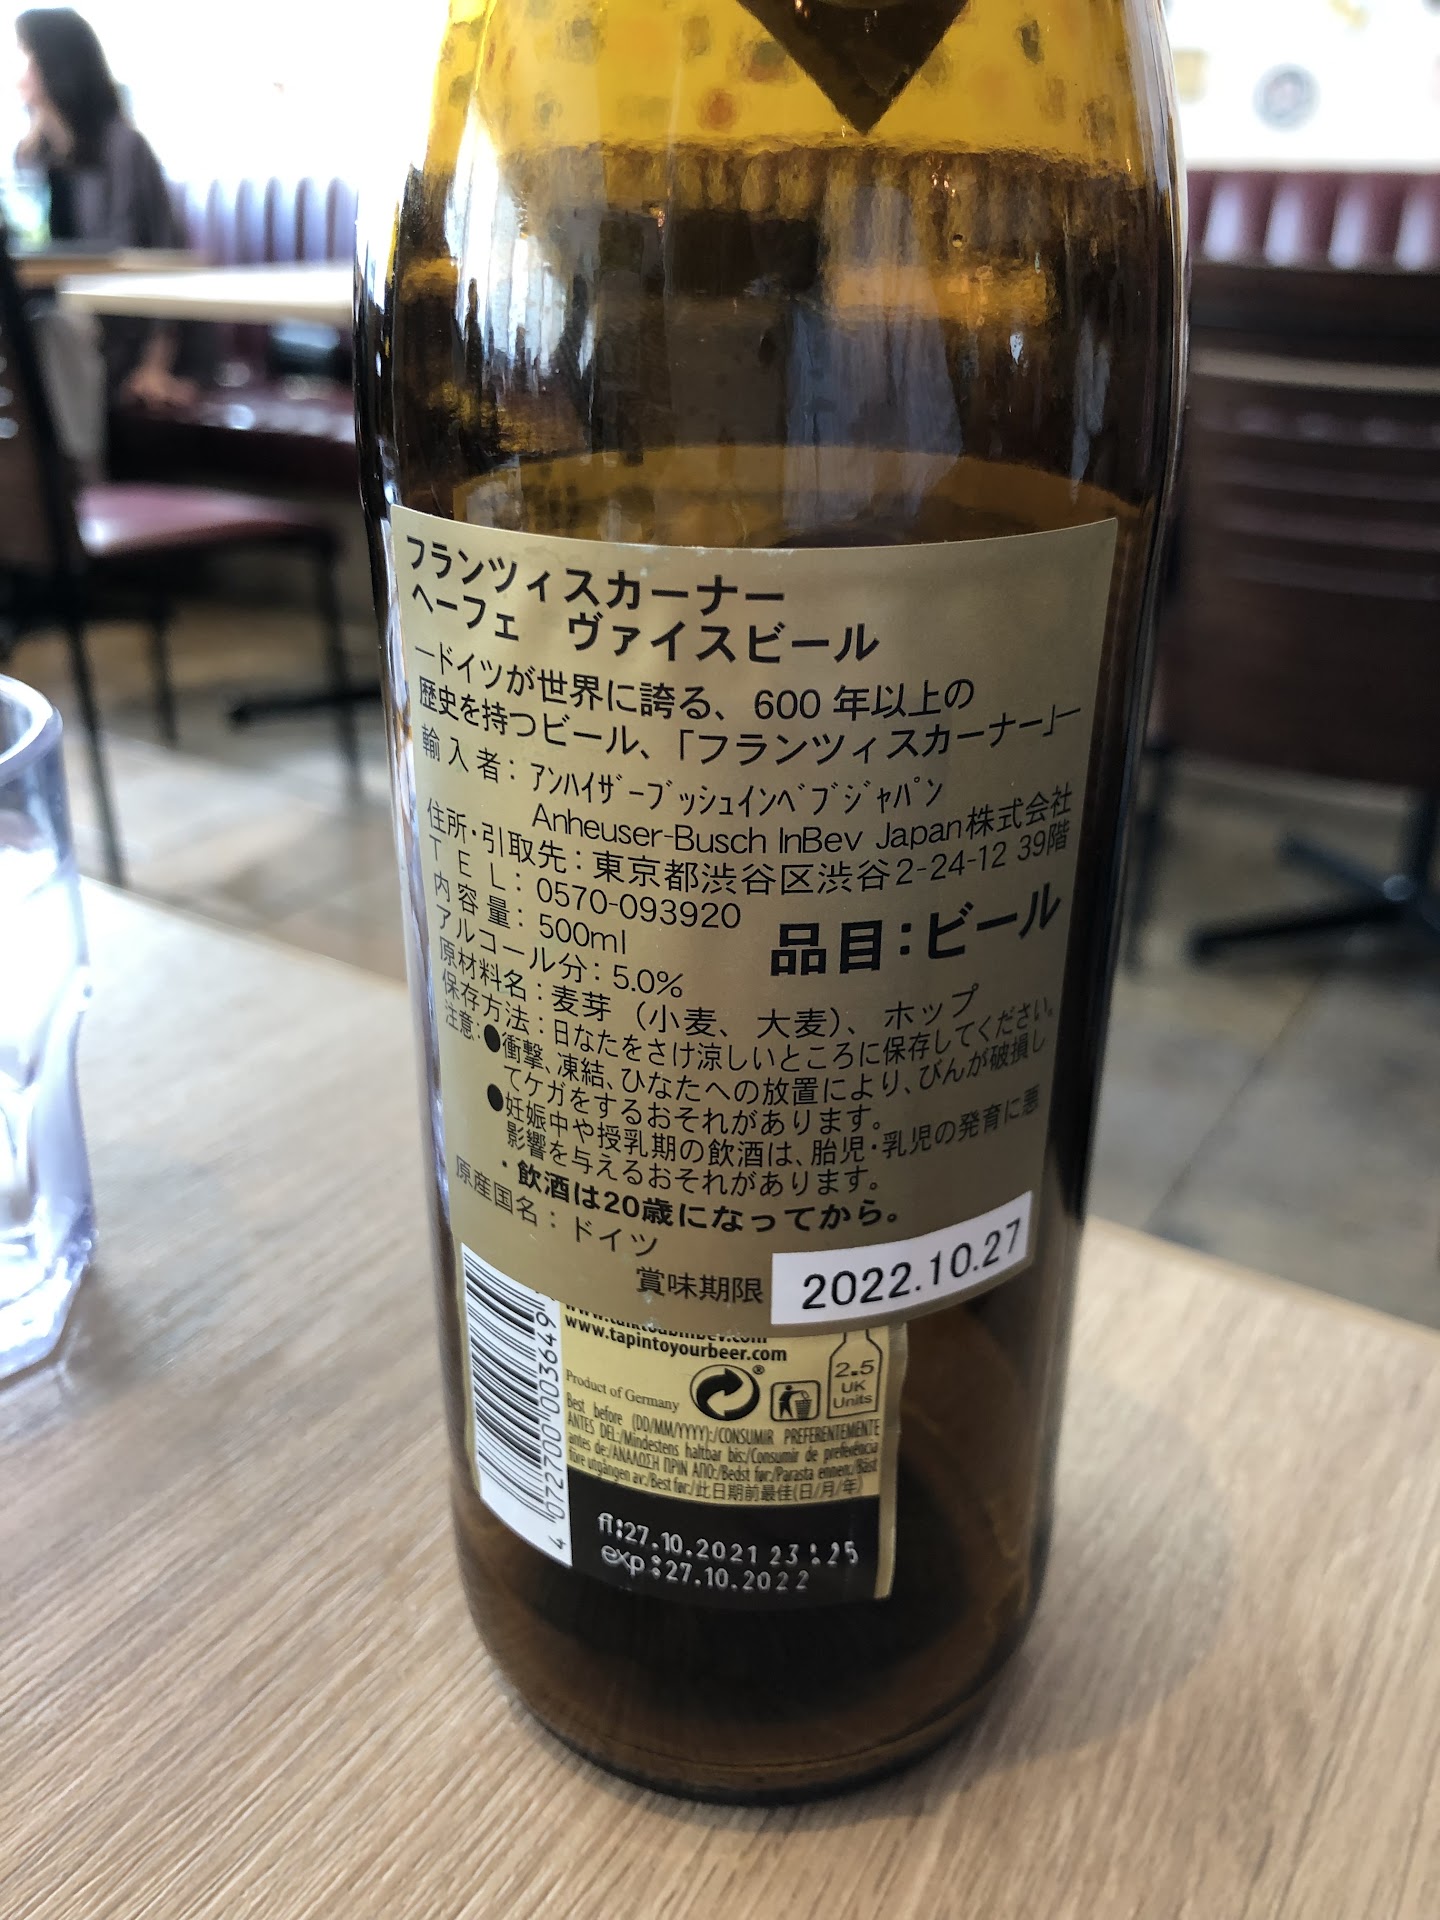 フランツィスカーナー
ヘーフェ ヴァイスビール
―ドイツが世界に誇る、600 年以上の
歴史を持つビール、「フランツィスカーナー」―
輸入者：ｱﾝﾊｲｻﾞｰﾌﾞｯｼｭｲﾝﾍﾞﾌﾞｼﾞｬﾊﾟﾝ
Anheuser-Busch InBev Japan株式会社
住所・引取先：東京都渋谷区渋谷2-24-12 39階
ＴＥＬ：0570-093920
内容量：500ml
品目：ビール
アルコール分：5.0%
原材料名：麦芽（小麦、大麦）、ホップ
保存方法：日なたをさけ涼しいところに保存してください。
注意：●衝撃、凍結、ひなたへの放置により、びんが破損し
てケガをするおそれがあります。
●妊娠中や授乳期の飲酒は、胎児・乳児の発育に悪
影響を与えるおそれがあります。
・飲酒は20歳になってから。
原産国名：ドイツ
賞味期限 2022.10.27
www.tapintoyourbeer.com
2.5
UK
Units
Product of Germany
Best before (DD/MM/YYYY):/CONSUMIR PREFERENTEMENTE
ANTES DEL:/Mindestens haltbar bis:/Consumir de preferência
antes de:/ΑΝΑΛΩΣΗ ΠΡΙΝ ΑΠΟ:/Bedst før:/Parasta ennen:/Bäst
före utgången av:/Best før:/此日期前最佳(日/月/年)
4 072700 003649
fi:27.10.2021 23:25
exp:27.10.2022